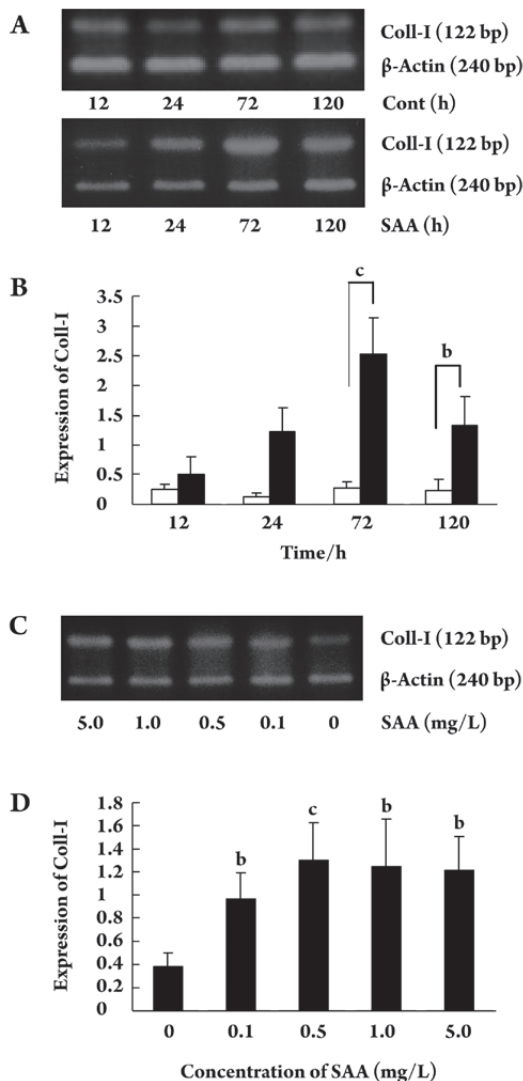 A
Coll-I (122 bp)
β-Actin (240 bp)
12 24 72 120 Cont (h)
Coll-I (122 bp)
β-Actin (240 bp)
12 24 72 120 SAA (h)
B
Expression of Coll-I
3.5
3
2.5
2
1.5
1
0.5
0
c
b
12 24 72 120
Time/h
C
Coll-I (122 bp)
β-Actin (240 bp)
5.0 1.0 0.5 0.1 0 SAA (mg/L)
D
Expression of Coll-I
1.8
1.6
1.4
1.2
1
0.8
0.6
0.4
0.2
0
b c b b
0 0.1 0.5 1.0 5.0
Concentration of SAA (mg/L)